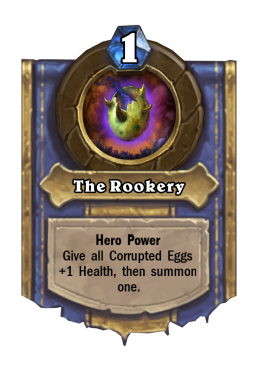 1
The Rookery
Hero Power
Give all Corrupted Eggs
+1 Health, then summon
one.